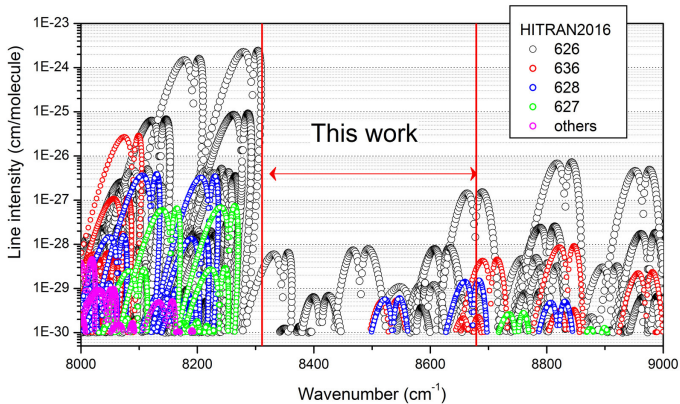 HITRAN2016
626
636
628
627
others
This work
Line intensity (cm/molecule)
1E-23
1E-24
1E-25
1E-26
1E-27
1E-28
1E-29
1E-30
8000
8200
8400
8600
8800
9000
Wavenumber (cm⁻¹)